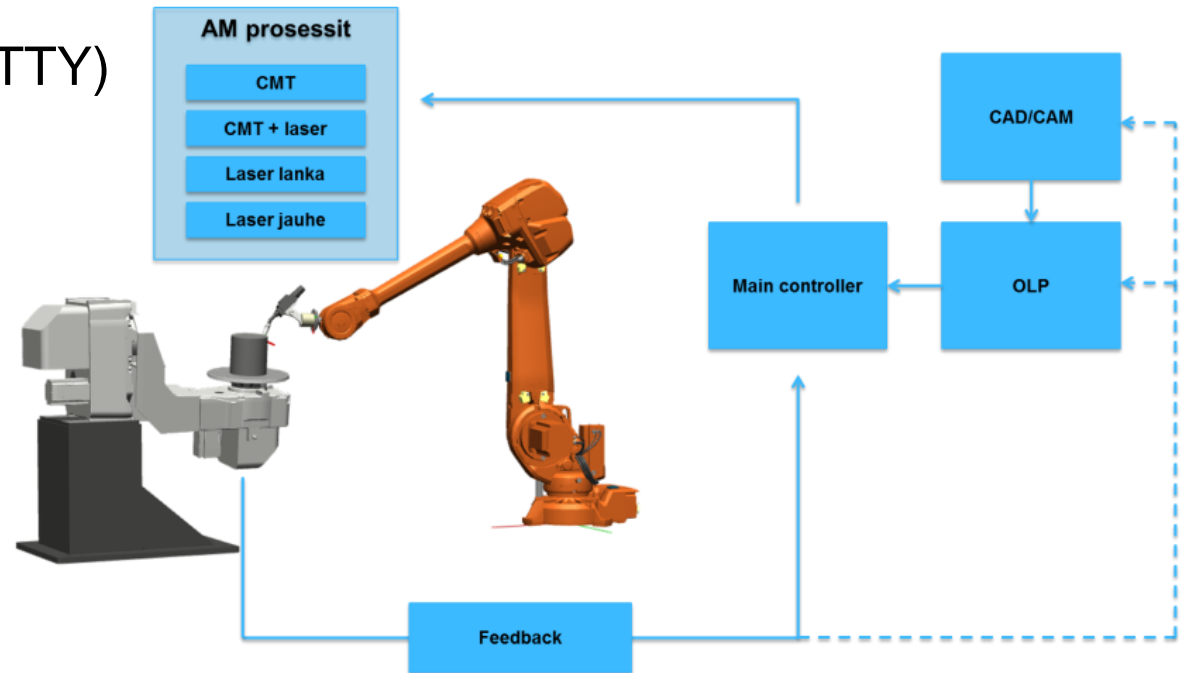 TTY)
AM prosessit
CMT
CMT + laser
Laser lanka
Laser jauhe
CAD/CAM
Main controller
OLP
Feedback